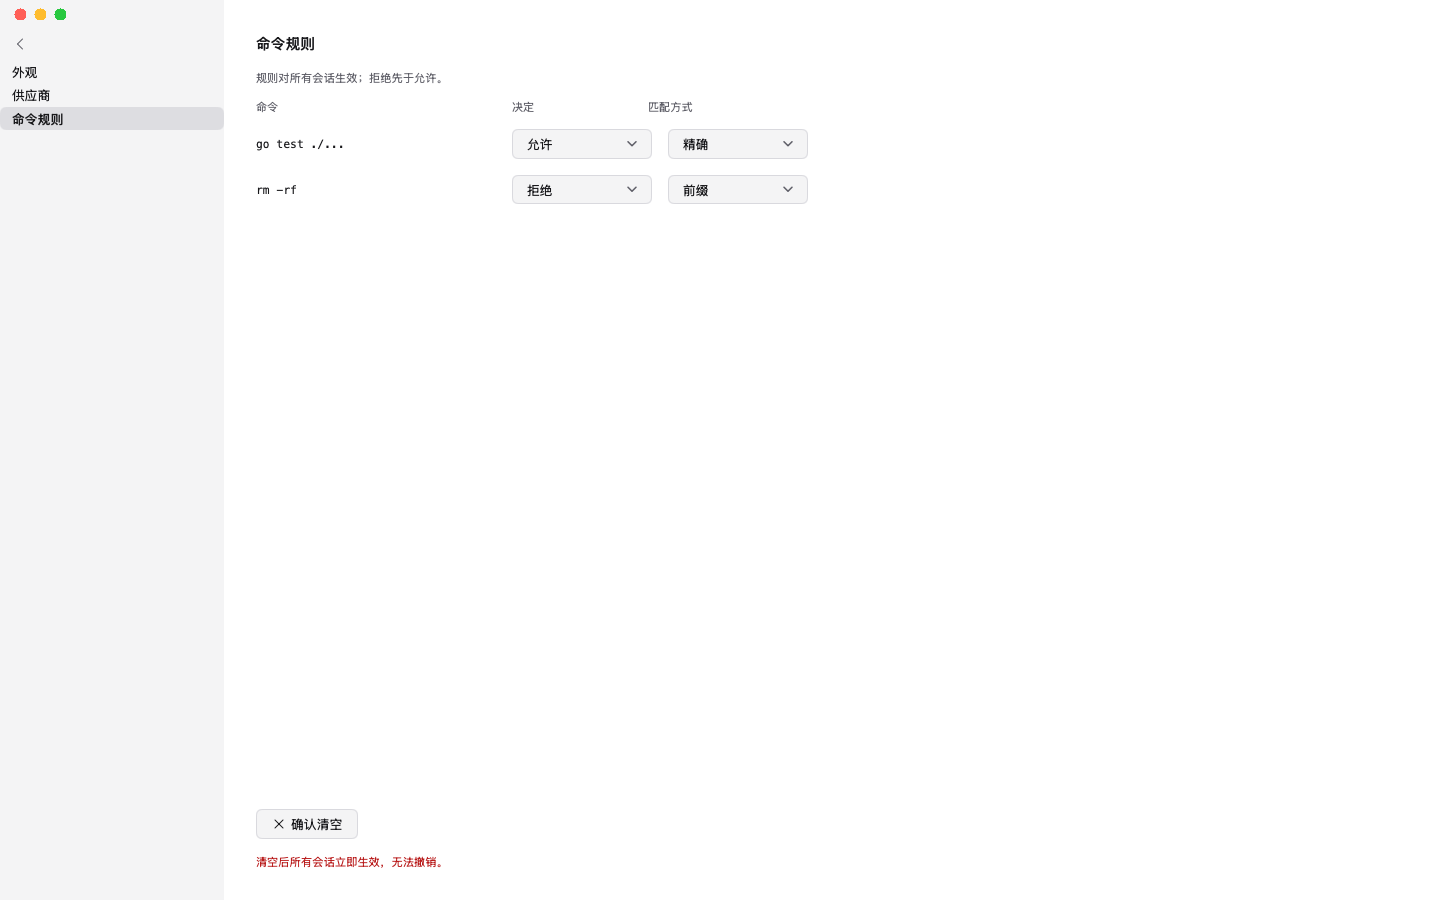 外观
供应商
命令规则
命令规则
规则对所有会话生效；拒绝先于允许。
命令 决定 匹配方式
go test ./... 允许 精确
rm -rf 拒绝 前缀
确认清空
清空后所有会话立即生效，无法撤销。